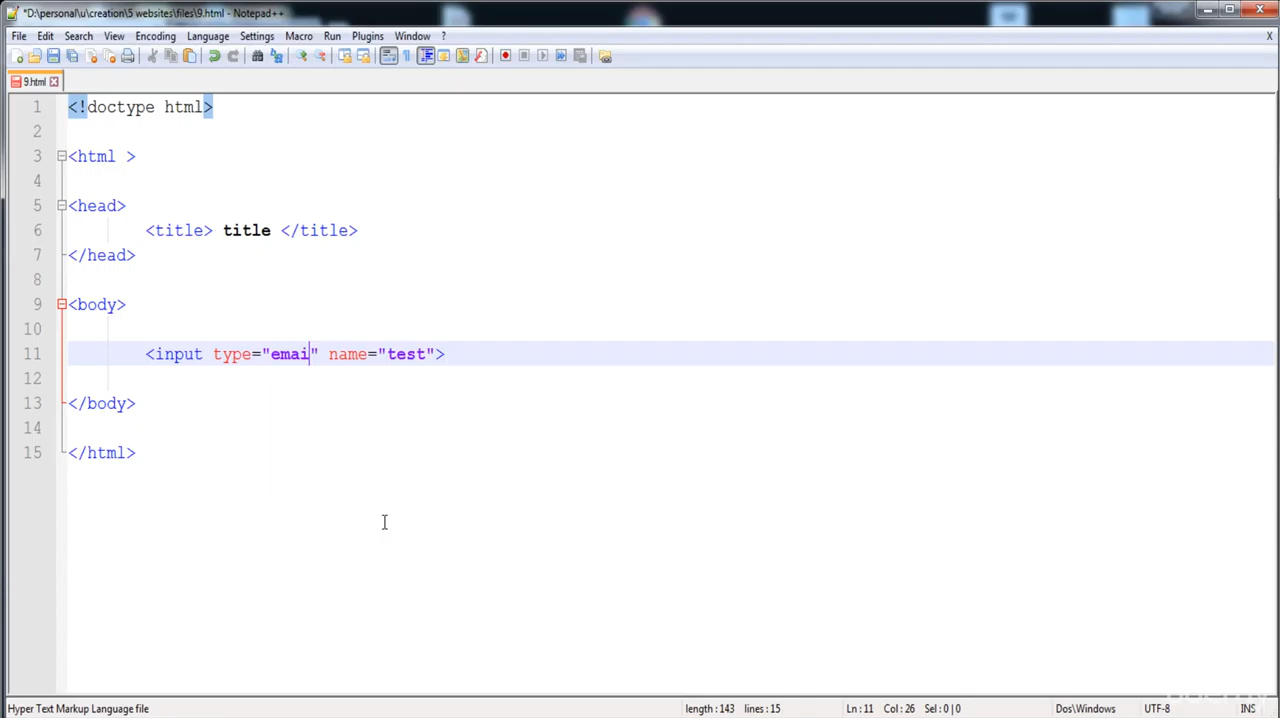 *D:\personal\u\creation\5 websites\files\9.html - Notepad++
File Edit Search View Encoding Language Settings Macro Run Plugins Window ? X
9.html
1 <!doctype html>
2
3 <html >
4
5 <head>
6 <title> title </title>
7 </head>
8
9 <body>
10
11 <input type="emai" name="test">
12
13 </body>
14
15 </html>
Hyper Text Markup Language file length : 143 lines : 15 Ln : 11 Col : 26 Sel : 0 | 0 Dos\Windows UTF-8 INS